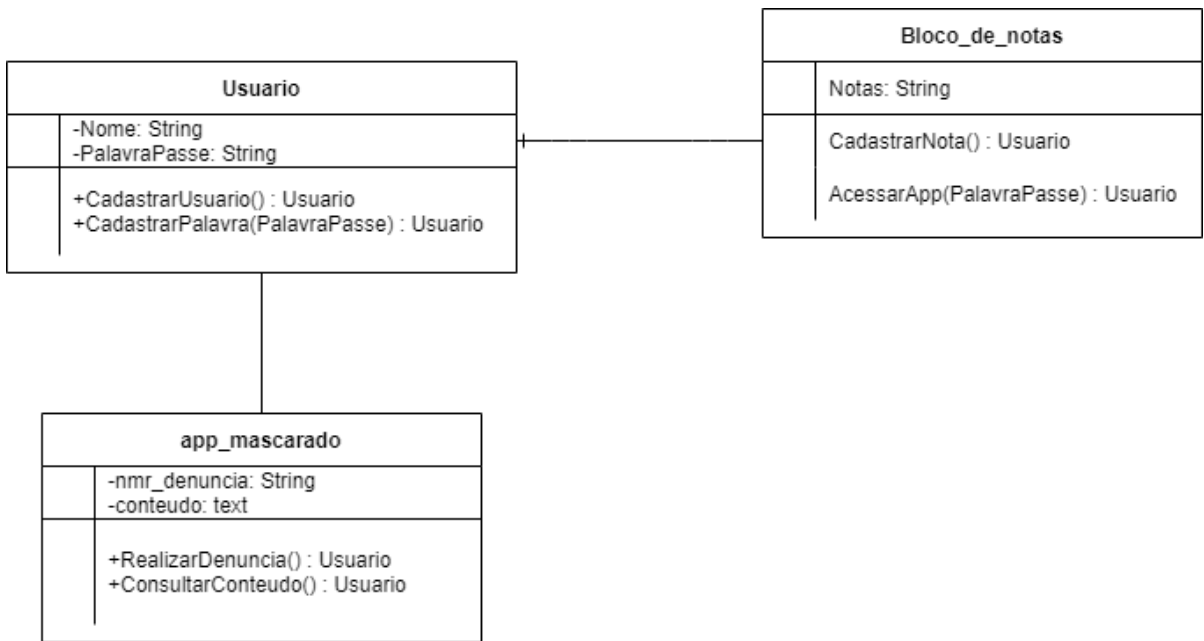 Usuario
-Nome: String
-PalavraPasse: String
+CadastrarUsuario() : Usuario
+CadastrarPalavra(PalavraPasse) : Usuario
Bloco_de_notas
Notas: String
CadastrarNota() : Usuario
AcessarApp(PalavraPasse) : Usuario
app_mascarado
-nmr_denuncia: String
-conteudo: text
+RealizarDenuncia() : Usuario
+ConsultarConteudo() : Usuario